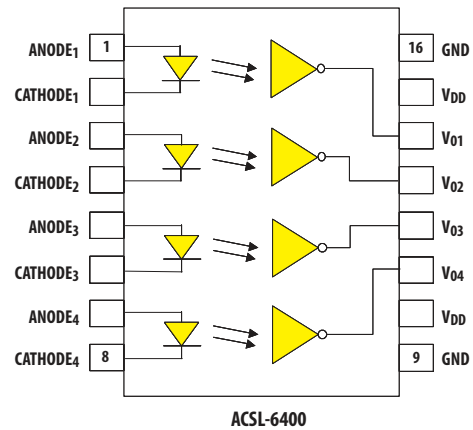 ANODE1 1 16 GND
CATHODE1 VDD
ANODE2 V01
CATHODE2 V02
ANODE3 V03
CATHODE3 V04
ANODE4 VDD
CATHODE4 8 9 GND
ACSL-6400